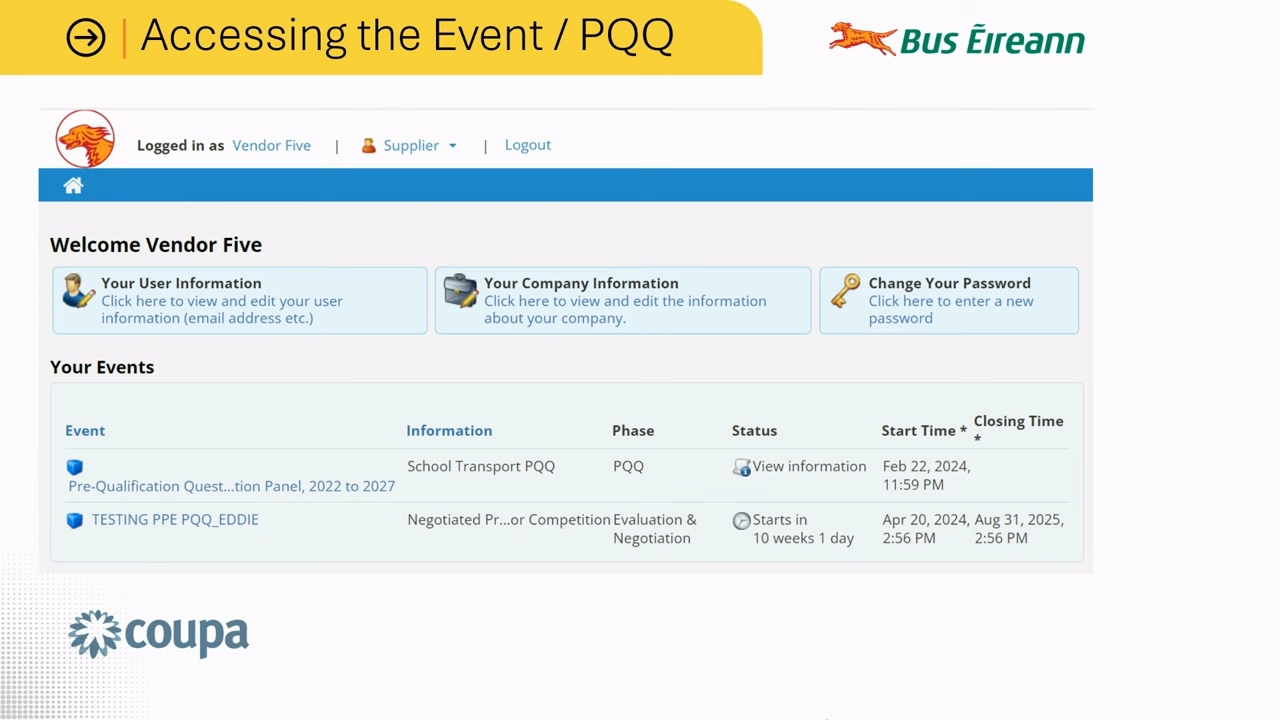 Accessing the Event / PQQ
Bus Éireann
Logged in as Vendor Five | Supplier | Logout
Welcome Vendor Five
Your User Information
Click here to view and edit your user
information (email address etc.)
Your Company Information
Click here to view and edit the information
about your company.
Change Your Password
Click here to enter a new
password
Your Events
Event Information Phase Status Start Time * Closing Time
*
School Transport PQQ PQQ View information Feb 22, 2024,
Pre-Qualification Quest...tion Panel, 2022 to 2027 11:59 PM
TESTING PPE PQQ_EDDIE Negotiated Pr...or Competition Evaluation & Starts in Apr 20, 2024, Aug 31, 2025,
Negotiation 10 weeks 1 day 2:56 PM 2:56 PM
coupa